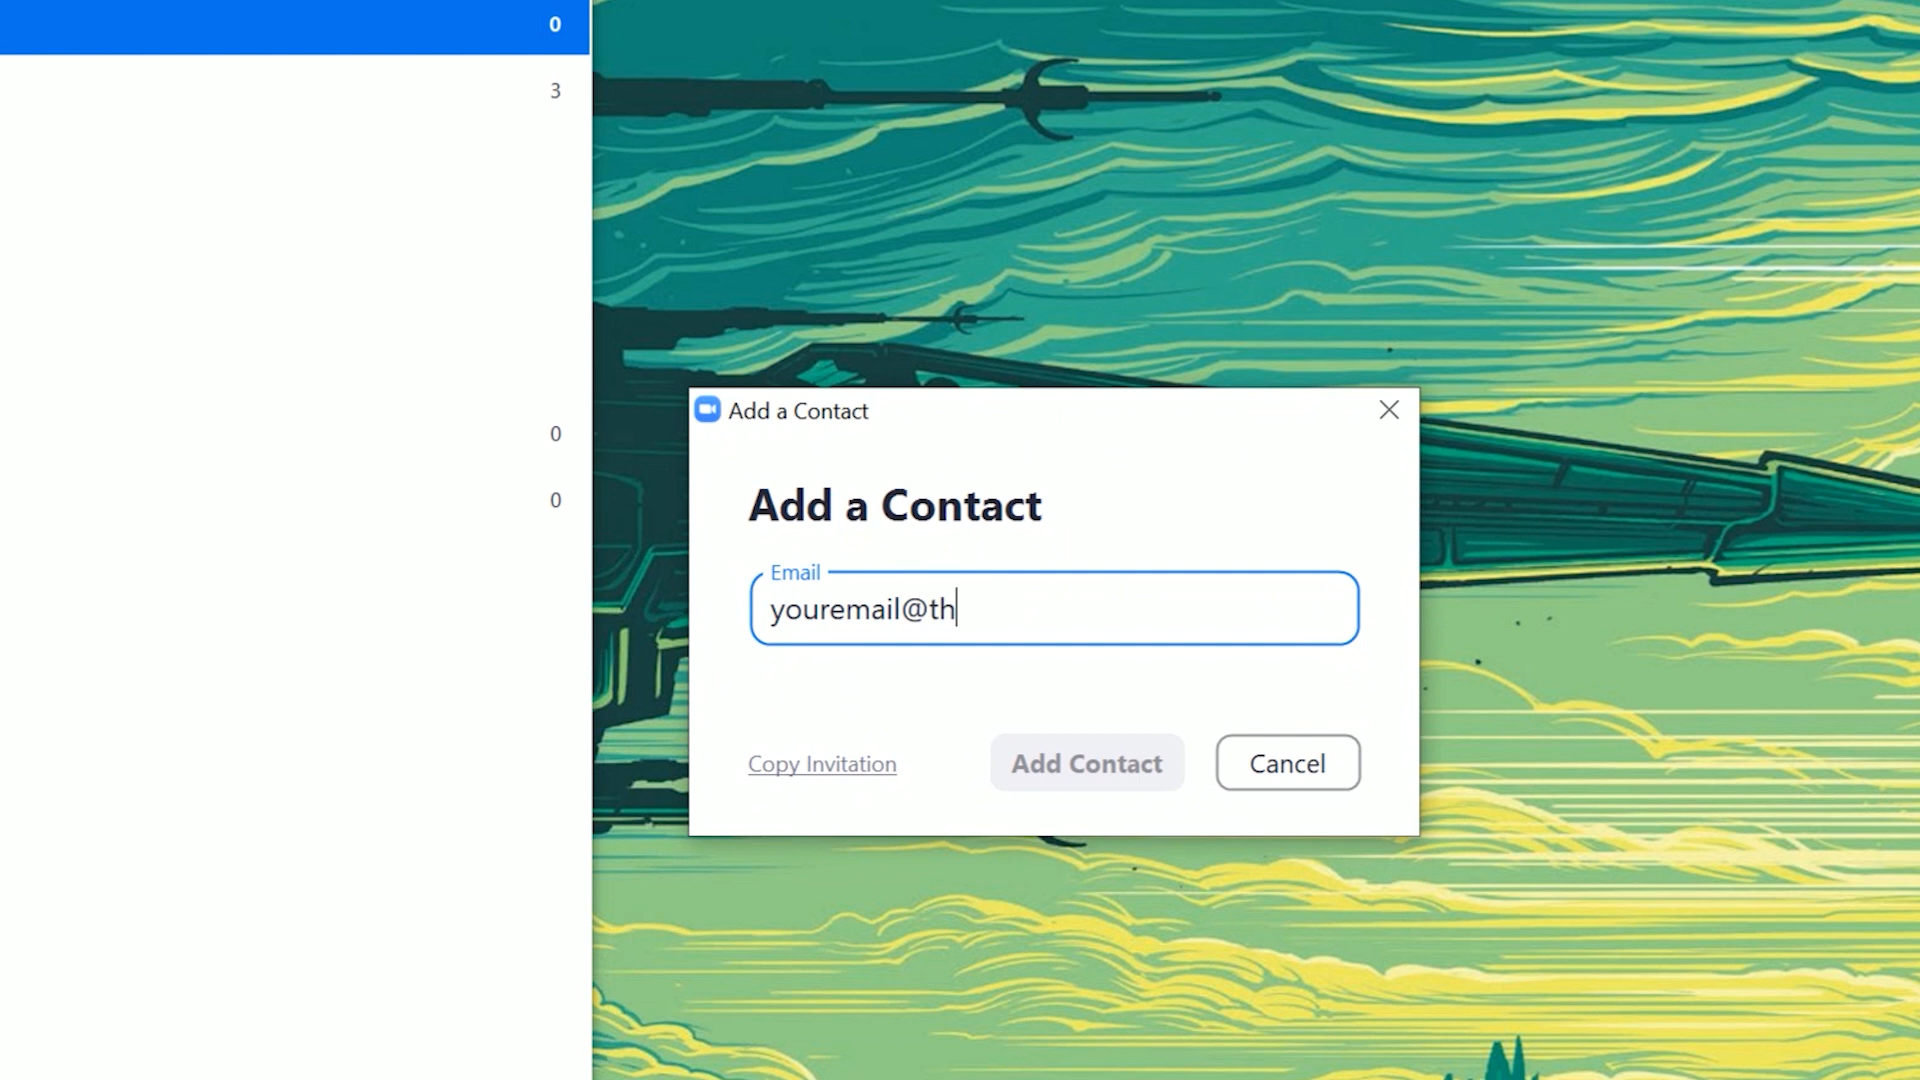 0
3
0
0
Add a Contact
Add a Contact
Email
youremail@th
Copy Invitation
Add Contact
Cancel